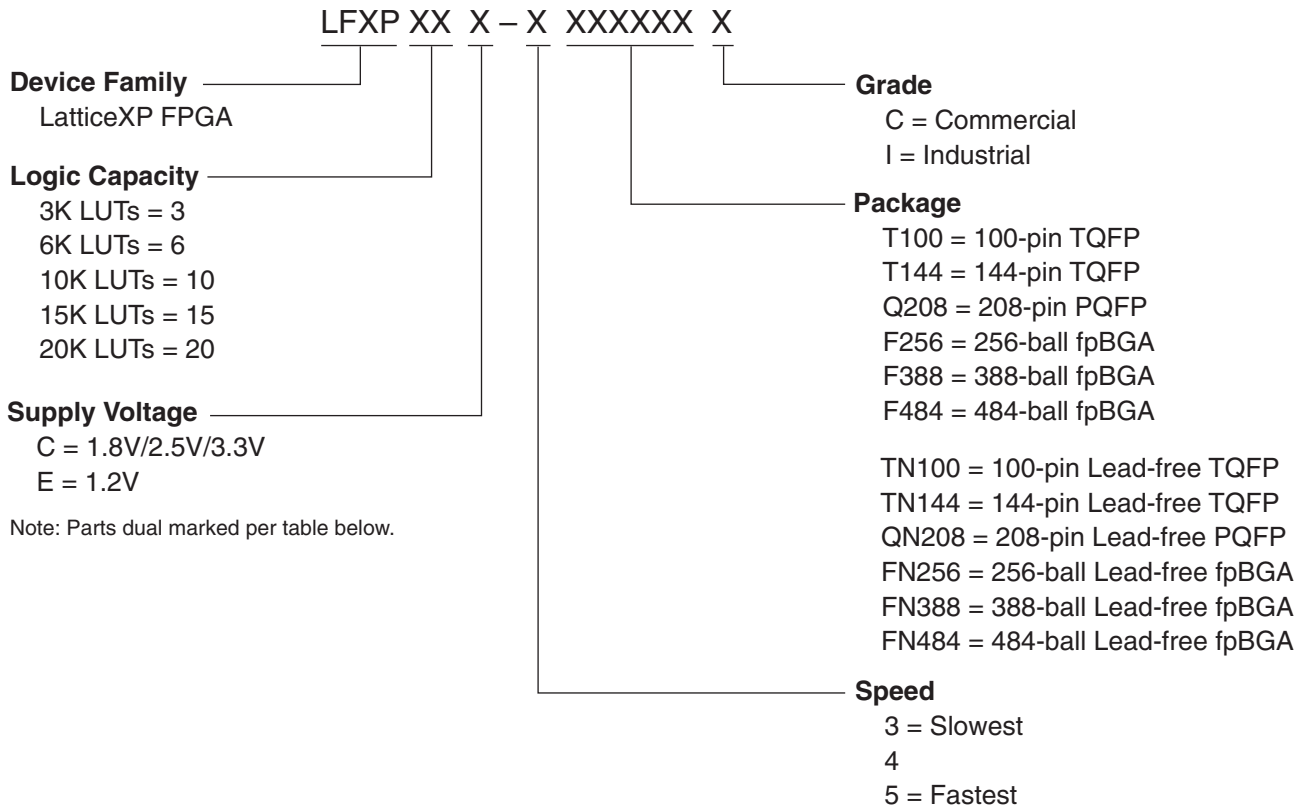 LFXP XX X – X XXXXXX X
Device Family
LatticeXP FPGA
Logic Capacity
3K LUTs = 3
6K LUTs = 6
10K LUTs = 10
15K LUTs = 15
20K LUTs = 20
Supply Voltage
C = 1.8V/2.5V/3.3V
E = 1.2V
Note: Parts dual marked per table below.
Grade
C = Commercial
I = Industrial
Package
T100 = 100-pin TQFP
T144 = 144-pin TQFP
Q208 = 208-pin PQFP
F256 = 256-ball fpBGA
F388 = 388-ball fpBGA
F484 = 484-ball fpBGA
TN100 = 100-pin Lead-free TQFP
TN144 = 144-pin Lead-free TQFP
QN208 = 208-pin Lead-free PQFP
FN256 = 256-ball Lead-free fpBGA
FN388 = 388-ball Lead-free fpBGA
FN484 = 484-ball Lead-free fpBGA
Speed
3 = Slowest
4
5 = Fastest